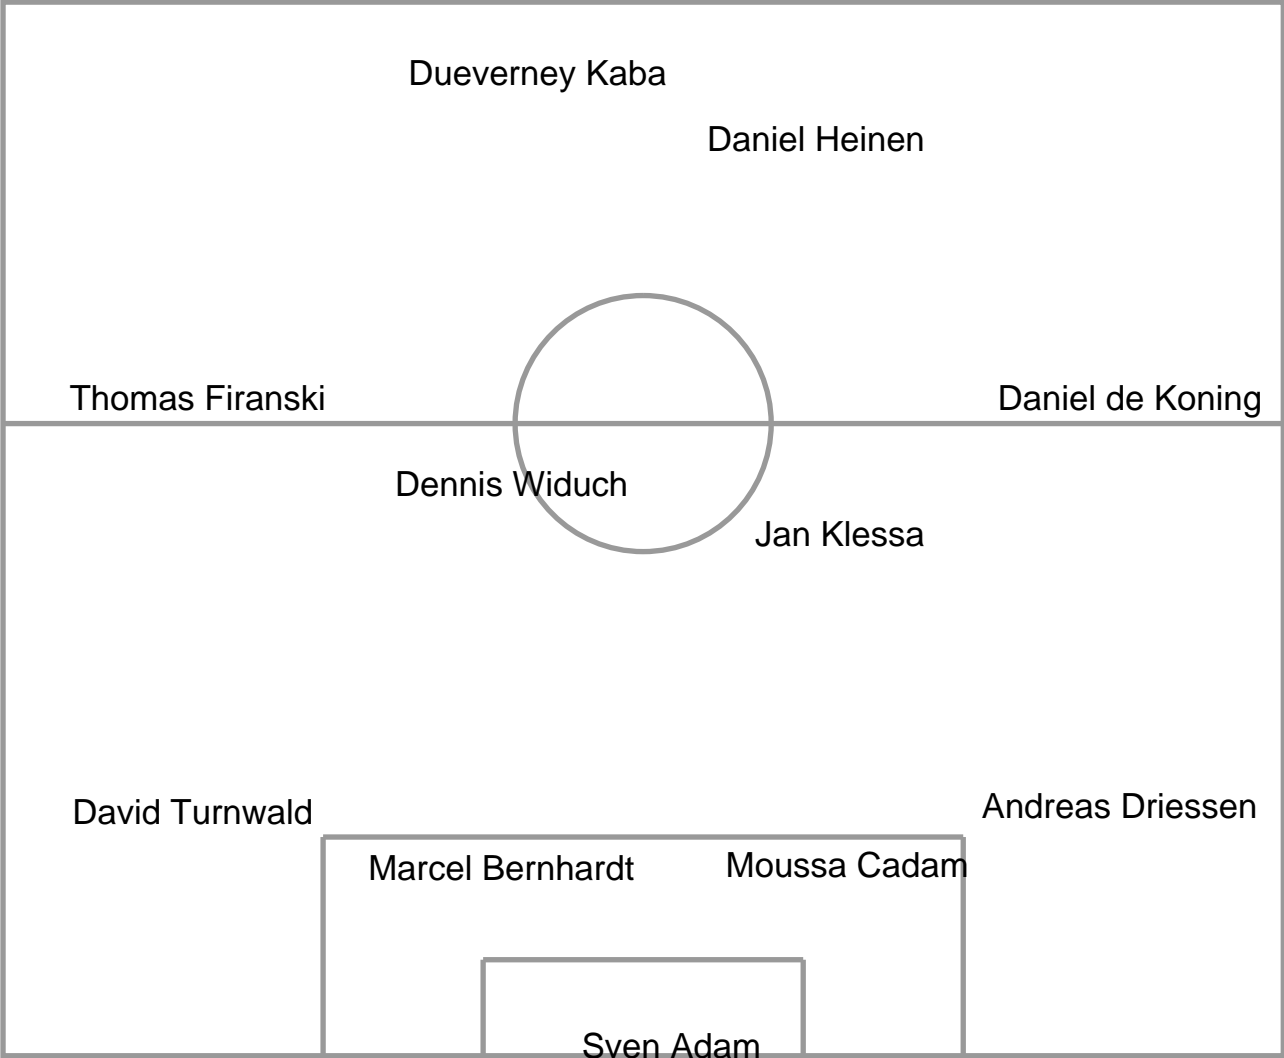 Dueverney Kaba
Daniel Heinen
Thomas Firanski
Daniel de Koning
Dennis Widuch
Jan Klessa
David Turnwald
Andreas Driessen
Marcel Bernhardt
Moussa Cadam
Sven Adam